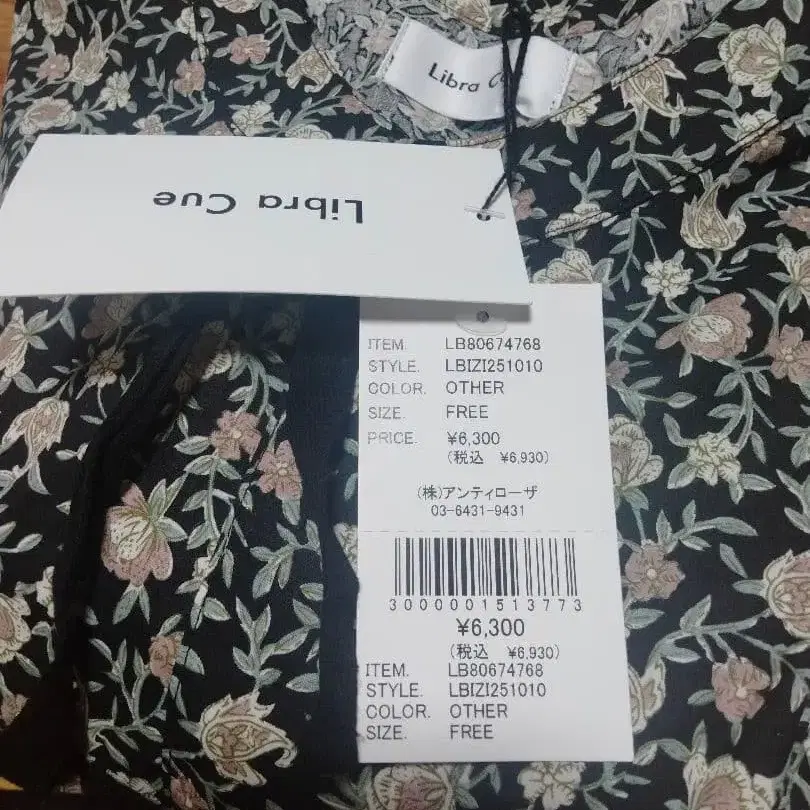 Libra
Libra Cue
ITEM. LB80674768
STYLE. LBIZI251010
COLOR. OTHER
SIZE. FREE
PRICE. ¥6,300
(税込 ¥6,930)
(株)アンティローザ
03-6431-9431
3000001513773
¥6,300
(税込 ¥6,930)
ITEM. LB80674768
STYLE. LBIZI251010
COLOR. OTHER
SIZE. FREE